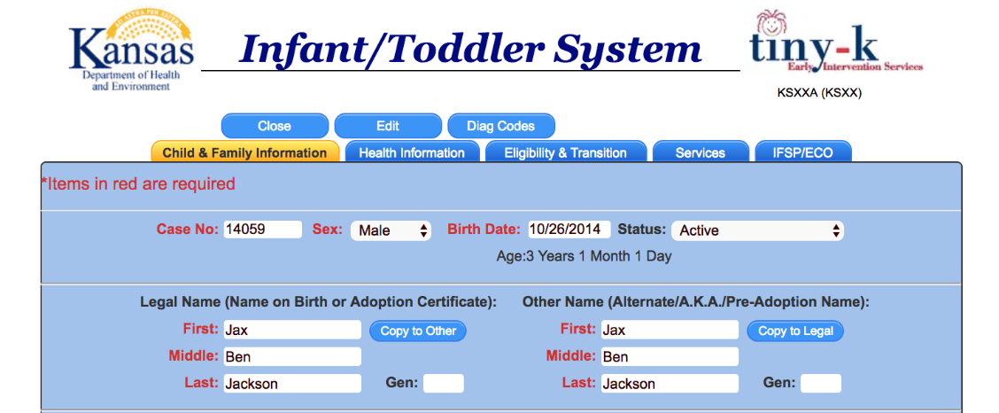 Kansas
Department of Health
and Environment
Infant/Toddler System
tiny-k
Early Intervention Services
KSXXA (KSXX)
Close Edit Diag Codes
Child & Family Information Health Information Eligibility & Transition Services IFSP/ECO
*Items in red are required
Case No: 14059 Sex: Male Birth Date: 10/26/2014 Status: Active
Age:3 Years 1 Month 1 Day
Legal Name (Name on Birth or Adoption Certificate): Other Name (Alternate/A.K.A./Pre-Adoption Name):
First: Jax Copy to Other First: Jax Copy to Legal
Middle: Ben Middle: Ben
Last: Jackson Gen: Last: Jackson Gen: